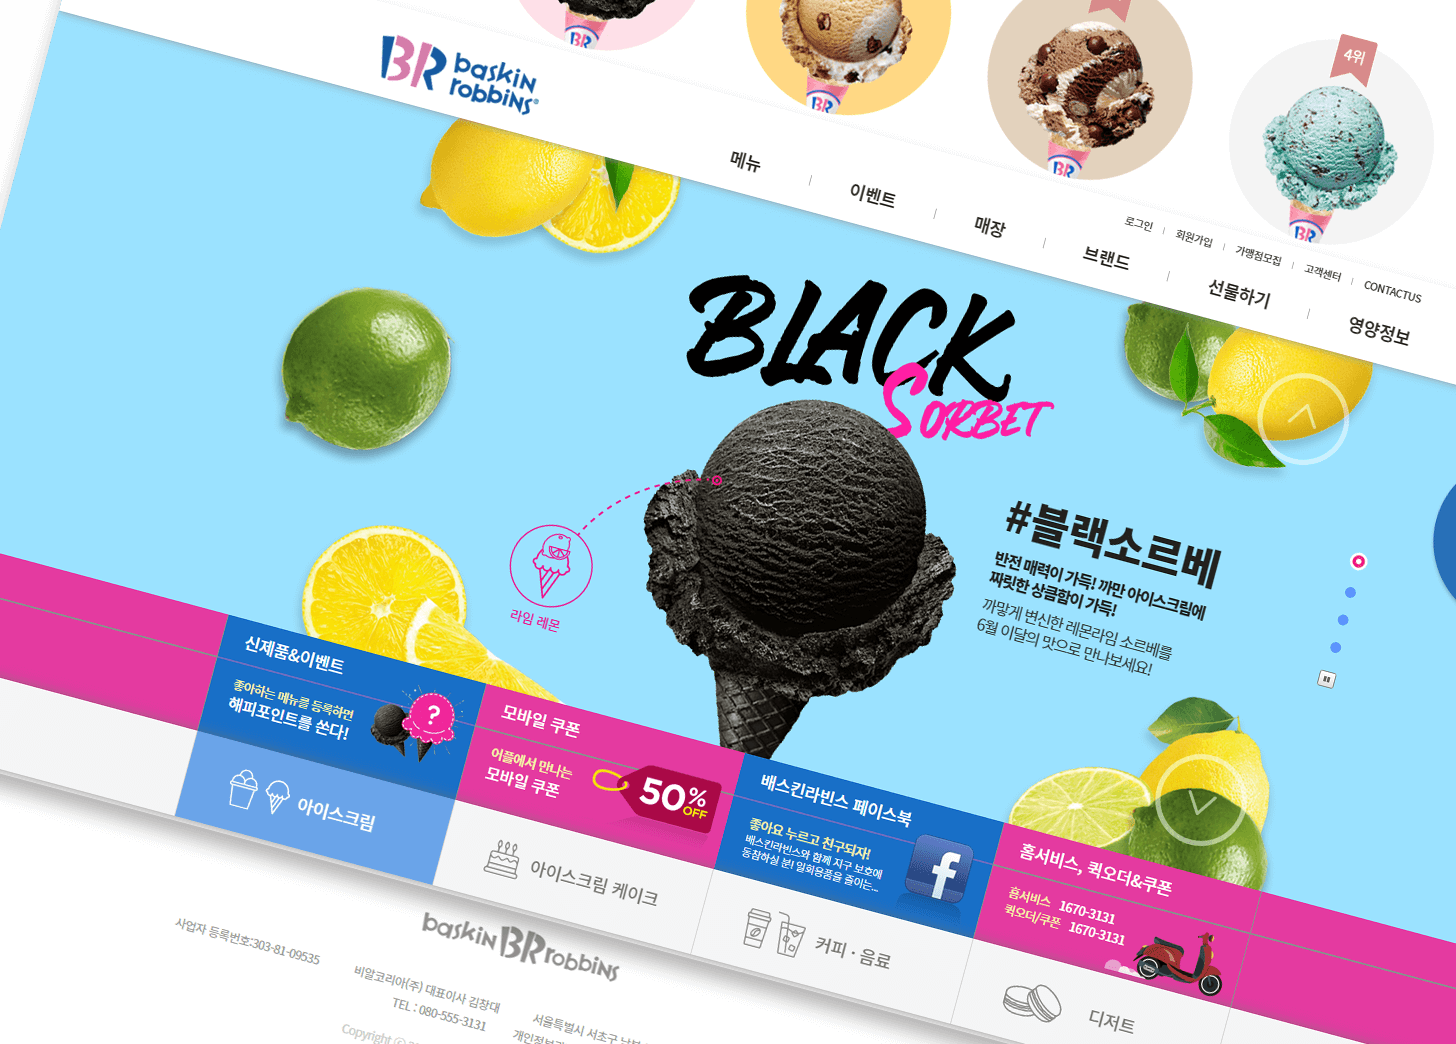 4위
BR baskin robbins
메뉴
이벤트
매장
브랜드
선물하기
영양정보
로그인
회원가입
가맹점모집
고객센터
CONTACTUS
BLACK
SORBET
라임 레몬
#블랙소르베
반전 매력이 가득! 까만 아이스크림에
짜릿한 상큼함이 가득!
까맣게 변신한 레몬라임 소르베를
6월 이달의 맛으로 만나보세요!
신제품&이벤트
좋아하는 메뉴를 등록하면
해피포인트를 쏜다!
?
모바일 쿠폰
어플에서 만나는
모바일 쿠폰
50%
OFF
배스킨라빈스 페이스북
좋아요 누르고 친구되자!
배스킨라빈스와 함께 지구 보호에
동참하실 분! 일회용품을 줄이는...
f
홈서비스, 퀵오더&쿠폰
홈서비스 1670-3131
퀵오더/쿠폰 1670-3131
아이스크림
아이스크림 케이크
커피 · 음료
디저트
baskin BR robbins
사업자 등록번호:303-81-09535
비알코리아(주) 대표이사 김창대
서울특별시 서초구
TEL : 080-555-3131
Copyright ⓒ